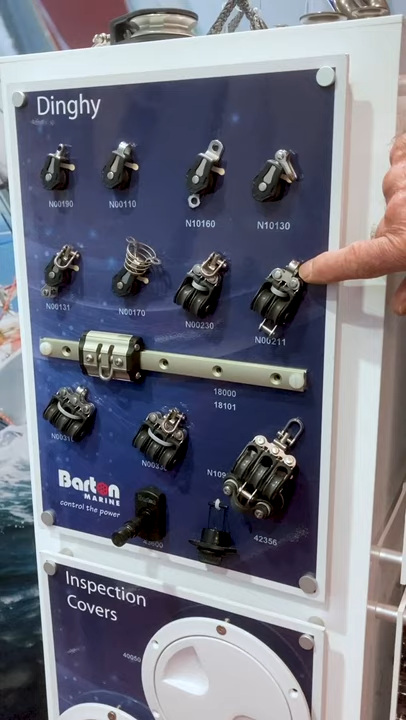 Dinghy
N00190
N00110
N10160
N10130
N00131
N00170
N00230
N00211
18000
18101
N00330
Barton
MARINE
control the power
42356
Inspection
Covers